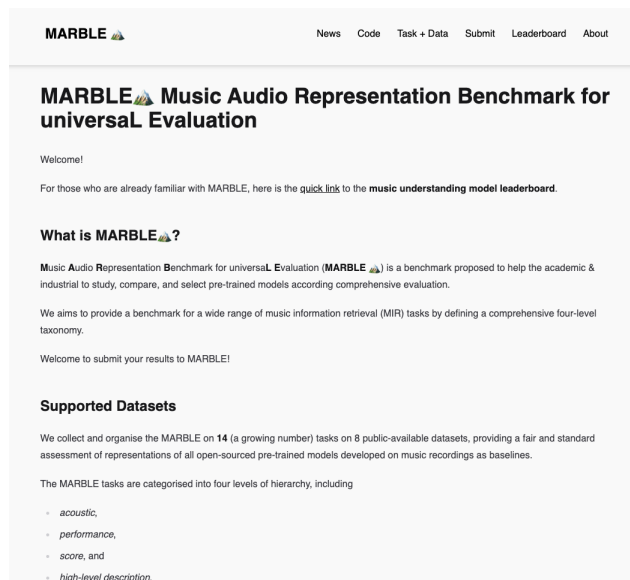 MARBLE
News Code Task + Data Submit Leaderboard About
MARBLE Music Audio Representation Benchmark for
universaL Evaluation
Welcome!
For those who are already familiar with MARBLE, here is the quick link to the music understanding model leaderboard.
What is MARBLE?
Music Audio Representation Benchmark for universaL Evaluation (MARBLE ) is a benchmark proposed to help the academic &
industrial to study, compare, and select pre-trained models according comprehensive evaluation.
We aims to provide a benchmark for a wide range of music information retrieval (MIR) tasks by defining a comprehensive four-level
taxonomy.
Welcome to submit your results to MARBLE!
Supported Datasets
We collect and organise the MARBLE on 14 (a growing number) tasks on 8 public-available datasets, providing a fair and standard
assessment of representations of all open-sourced pre-trained models developed on music recordings as baselines.
The MARBLE tasks are categorised into four levels of hierarchy, including
acoustic,
performance,
score, and
high-level description.